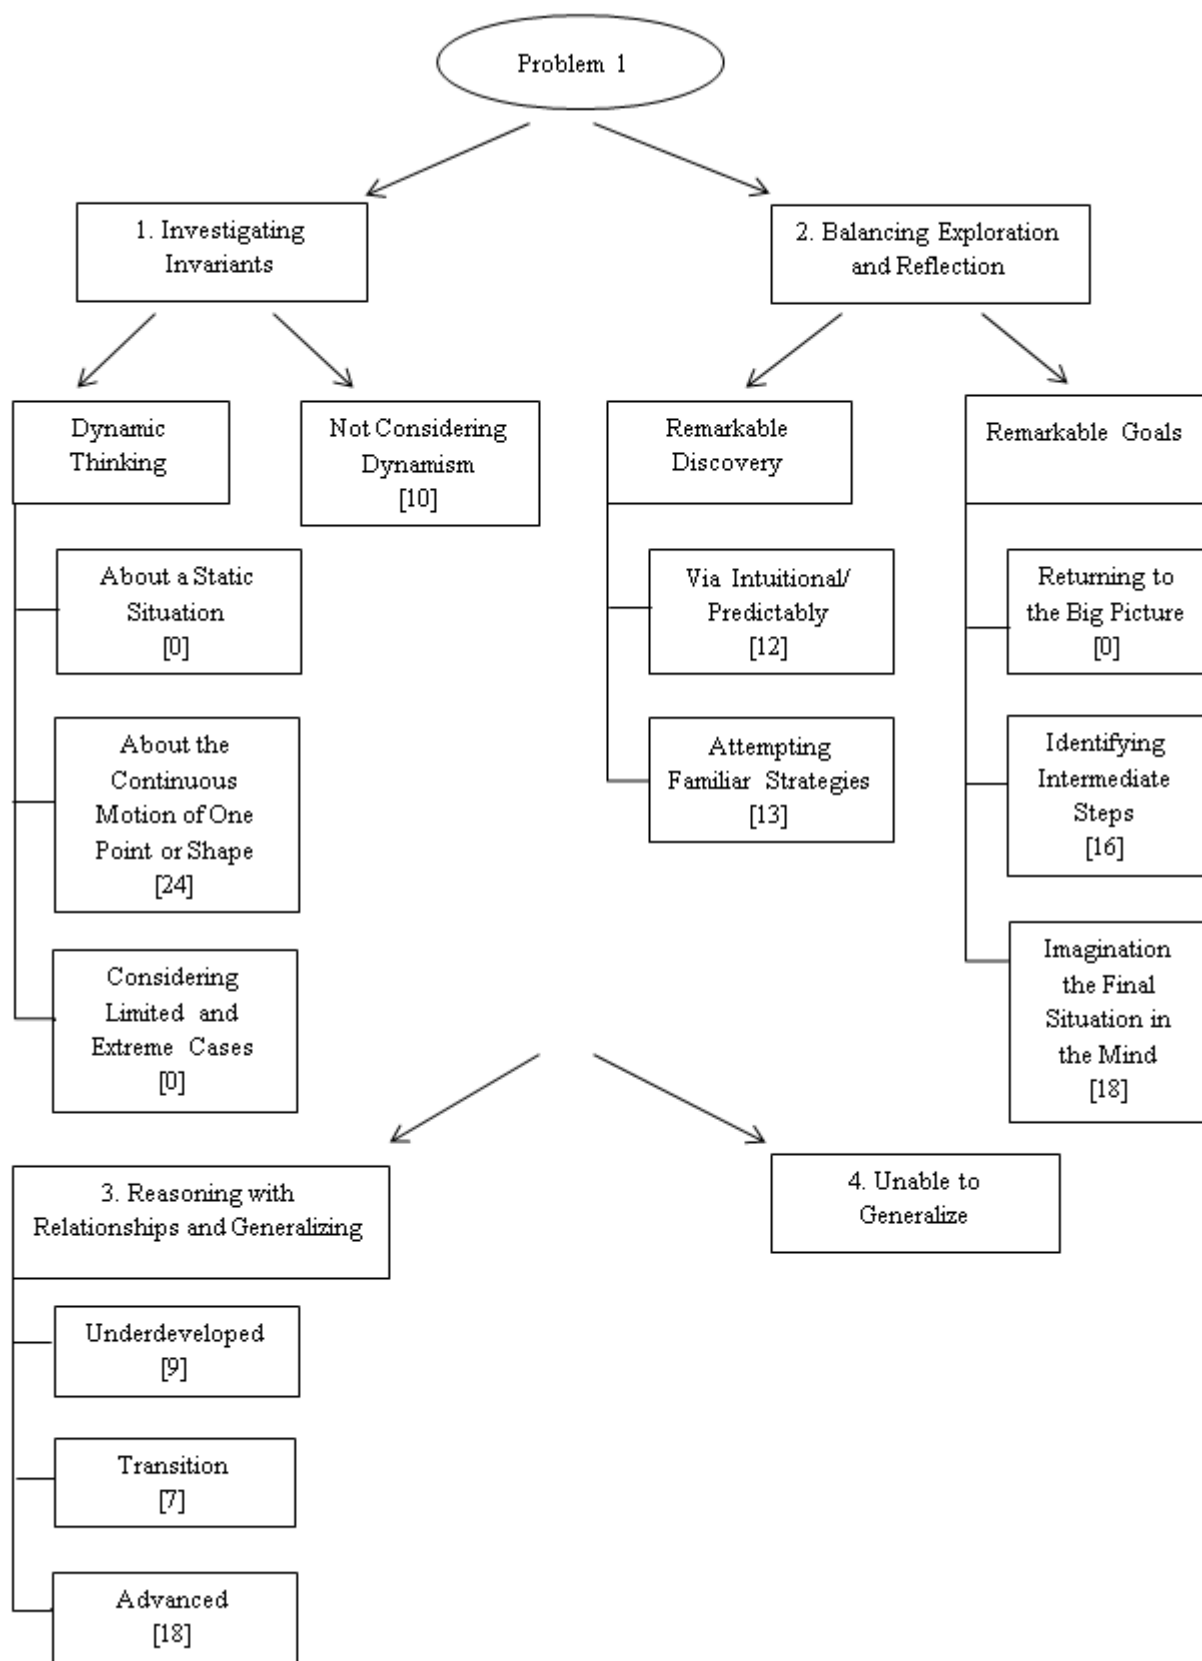 Problem 1
1. Investigating
Invariants
2. Balancing Exploration
and Reflection
Dynamic
Thinking
Not Considering
Dynamism
[10]
Remarkable
Discovery
Remarkable Goals
About a Static
Situation
[0]
Via Intuitional/
Predictably
[12]
Returning to
the Big Picture
[0]
About the
Continuous
Motion of One
Point or Shape
[24]
Attempting
Familiar Strategies
[13]
Identifying
Intermediate
Steps
[16]
Considering
Limited and
Extreme Cases
[0]
Imagination
the Final
Situation in
the Mind
[18]
3. Reasoning with
Relationships and Generalizing
4. Unable to
Generalize
Underdeveloped
[9]
Transition
[7]
Advanced
[18]